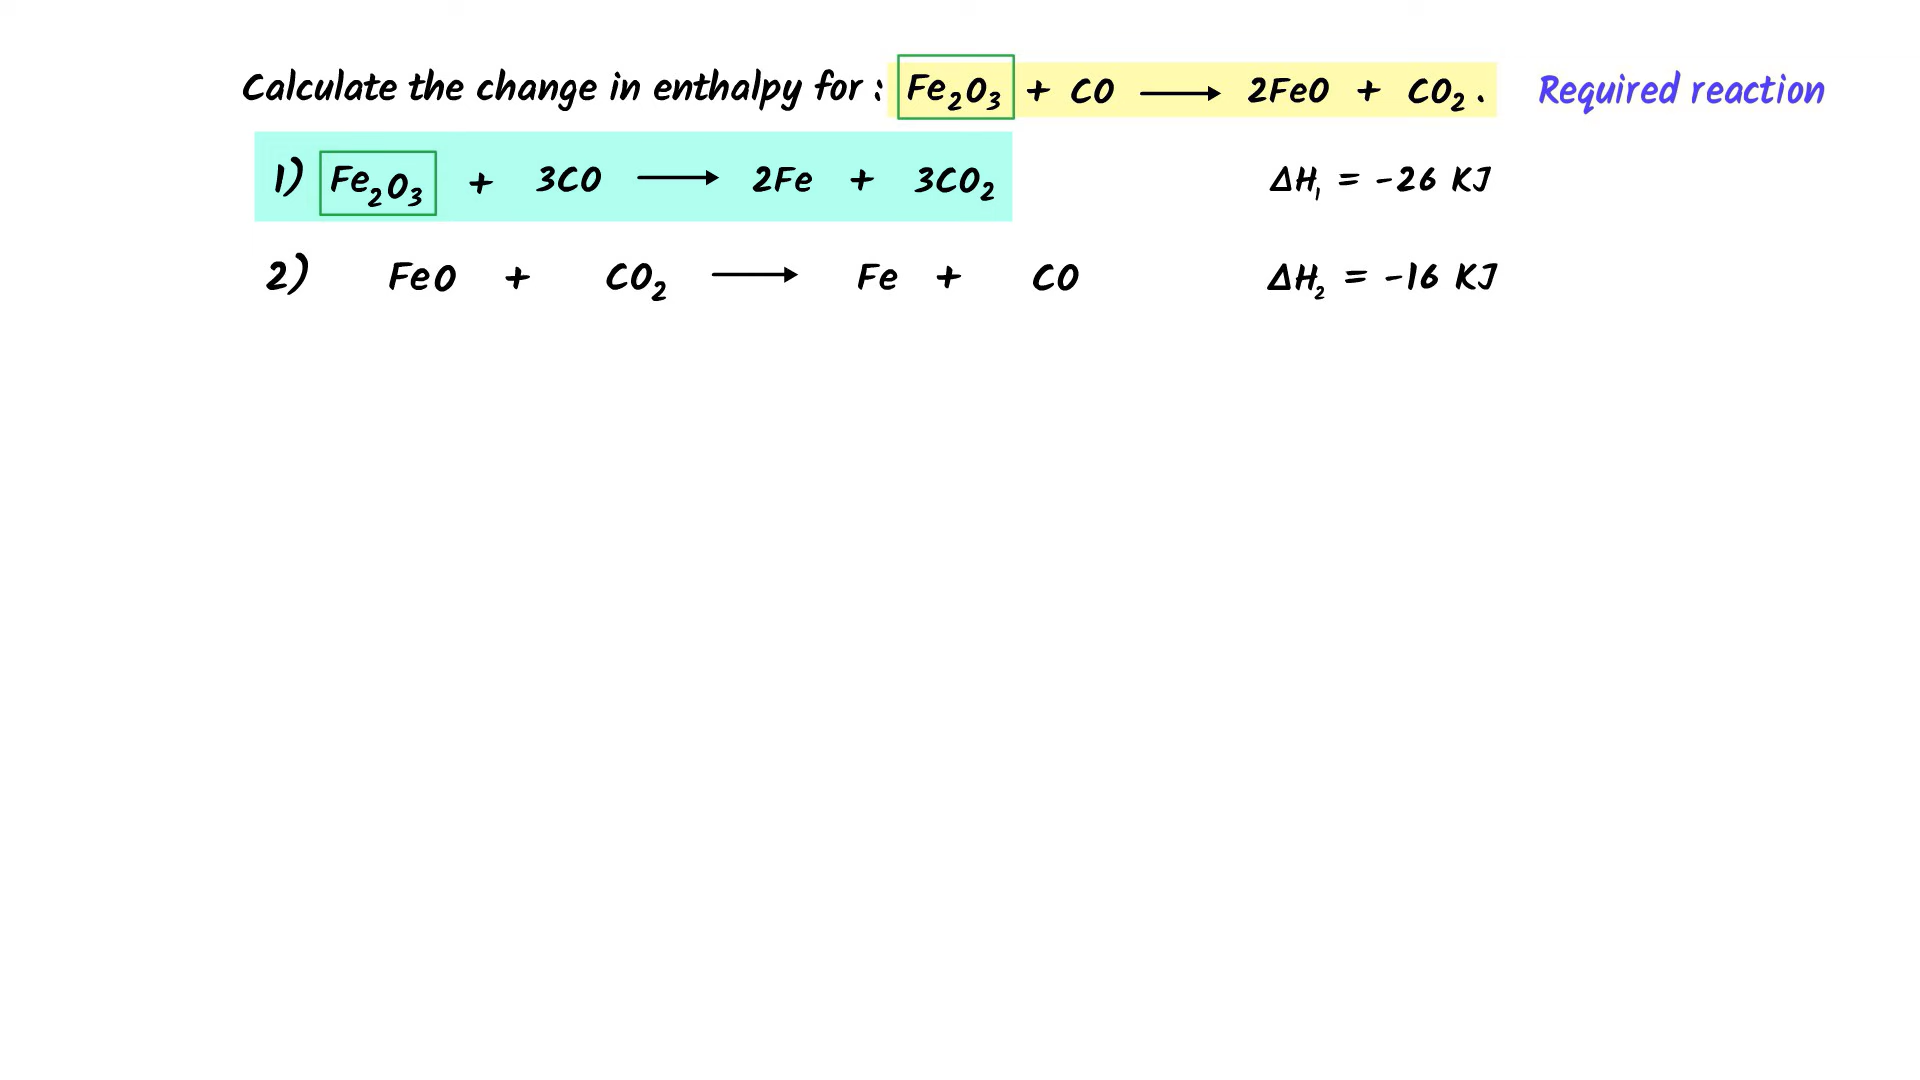 Calculate the change in enthalpy for : Fe₂O₃ + CO ⟶ 2FeO + CO₂ . Required reaction
1) Fe₂O₃ + 3CO ⟶ 2Fe + 3CO₂ ΔH₁ = -26 KJ
2) FeO + CO₂ ⟶ Fe + CO ΔH₂ = -16 KJ